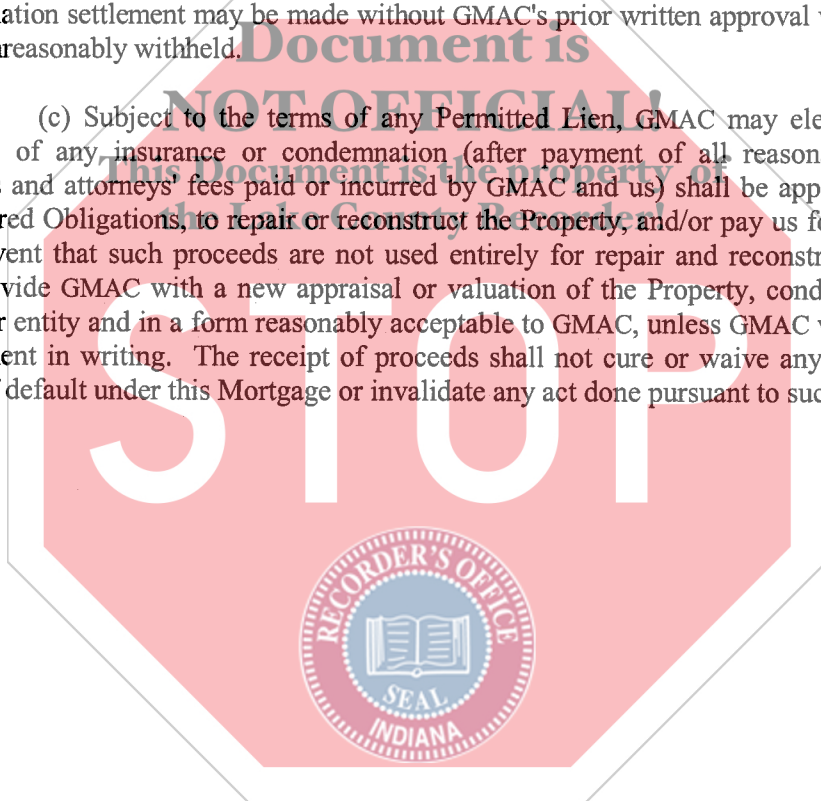 ation settlement may be made without GMAC's prior written approval
reasonably withheld.
Document is
NOT OFFICIAL!
This Document is the property of
the Lake County Recorder!
(c) Subject to the terms of any Permitted Lien, GMAC may ele
of any insurance or condemnation (after payment of all reason
and attorneys' fees paid or incurred by GMAC and us) shall be app
red Obligations, to repair or reconstruct the Property, and/or pay us fo
vent that such proceeds are not used entirely for repair and reconstr
vide GMAC with a new appraisal or valuation of the Property, cond
r entity and in a form reasonably acceptable to GMAC, unless GMAC
ent in writing. The receipt of proceeds shall not cure or waive any
default under this Mortgage or invalidate any act done pursuant to suc
STOP
RECORDER'S OFFICE
SEAL
INDIANA